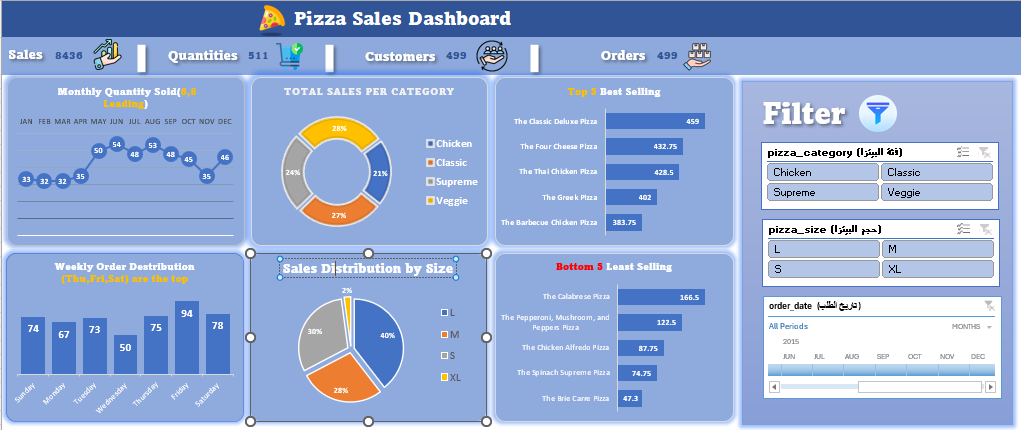 Pizza Sales Dashboard
Sales 8436
Quantities 511
Customers 499
Orders 499
Monthly Quantity Sold(5,6
Leading)
JAN FEB MAR APR MAY JUN JUL AUG SEP OCT NOV DEC
33 32 32 35 50 54 48 53 48 45 35 46
TOTAL SALES PER CATEGORY
28%
21%
27%
24%
Chicken
Classic
Supreme
Veggie
Top 5 Best Selling
The Classic Deluxe Pizza 459
The Four Cheese Pizza 432.75
The Thai Chicken Pizza 428.5
The Greek Pizza 402
The Barbecue Chicken Pizza 383.75
Filter
pizza_category (فئة البيتزا)
Chicken Classic
Supreme Veggie
pizza_size (حجم البيتزا)
L M
S XL
order_date (تاريخ الطلب)
All Periods MONTHS
2015
JUN JUL AUG SEP OCT NOV DEC
Weekly Order Destribution
(Thu,Fri,Sat) are the top
74 67 73 50 75 94 78
Sunday Monday Tuesday Wednesday Thursday Friday Saturday
Sales Distribution by Size
2%
40%
28%
30%
L
M
S
XL
Bottom 5 Least Selling
The Calabrese Pizza 166.5
The Pepperoni, Mushroom, and
Peppers Pizza 122.5
The Chicken Alfredo Pizza 87.75
The Spinach Supreme Pizza 74.75
The Brie Carre Pizza 47.3